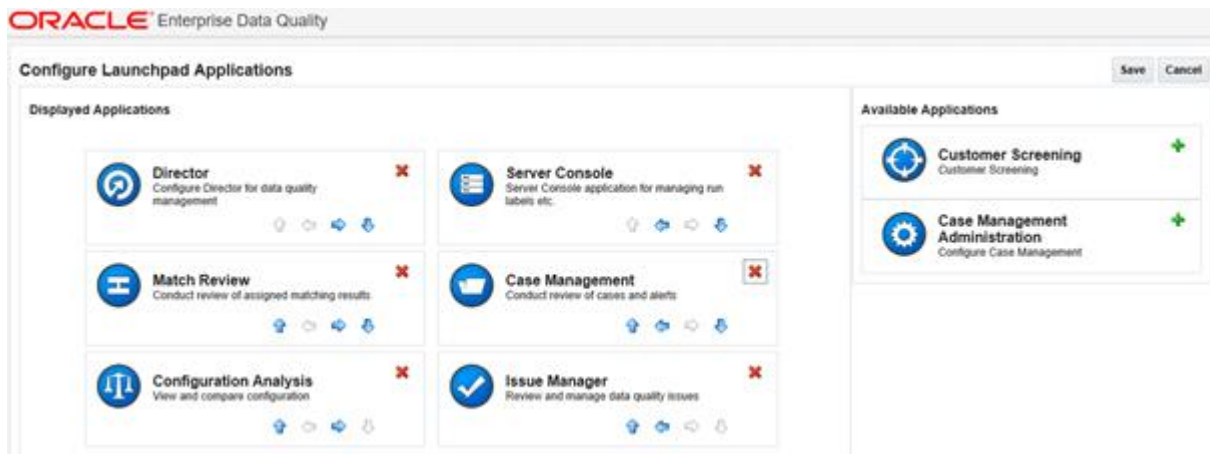 ORACLE Enterprise Data Quality
Configure Launchpad Applications
Save
Cancel
Displayed Applications
Director
Configure Director for data quality
management
Server Console
Server Console application for managing run
labels etc.
Match Review
Conduct review of assigned matching results
Case Management
Conduct review of cases and alerts
Configuration Analysis
View and compare configuration
Issue Manager
Review and manage data quality issues
Available Applications
Customer Screening
Customer Screening
Case Management
Administration
Configure Case Management